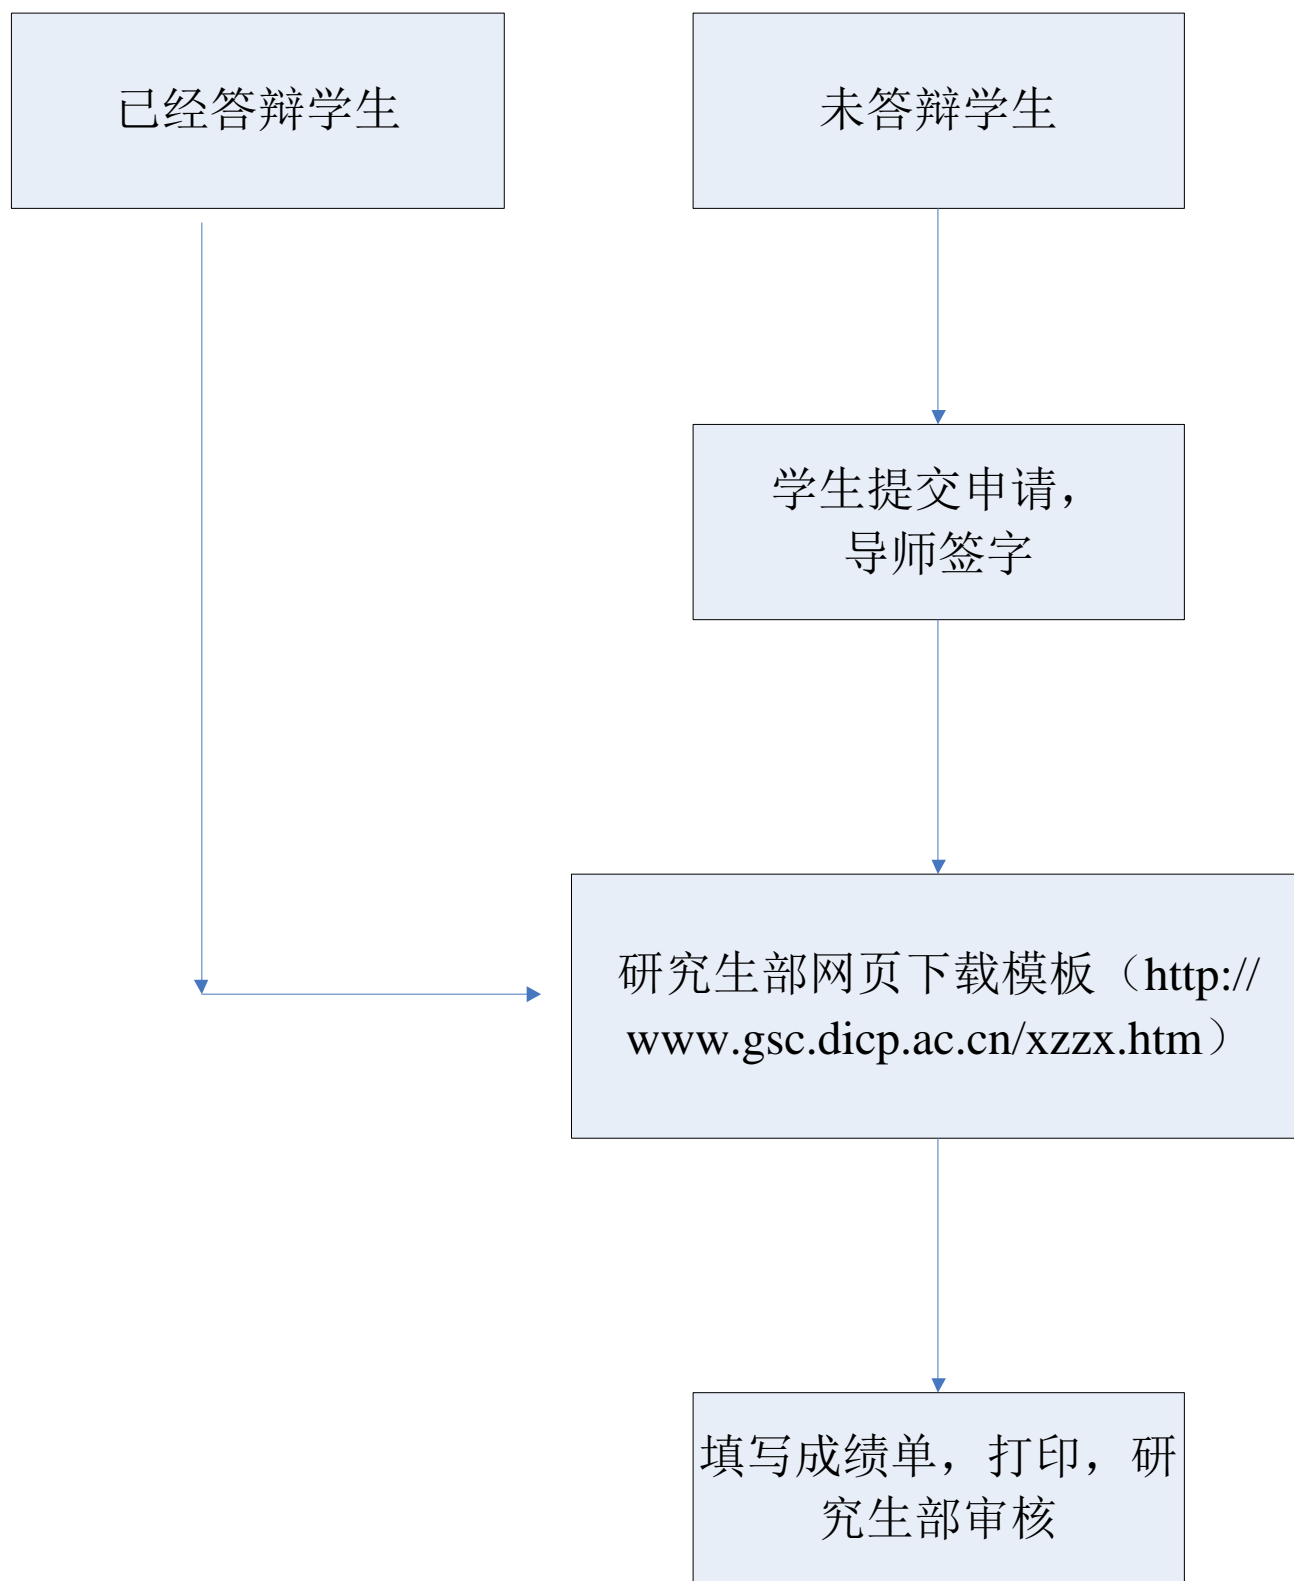 已经答辩学生
未答辩学生
学生提交申请，
导师签字
研究生部网页下载模板（http://
www.gsc.dicp.ac.cn/xzzx.htm）
填写成绩单，打印，研
究生部审核